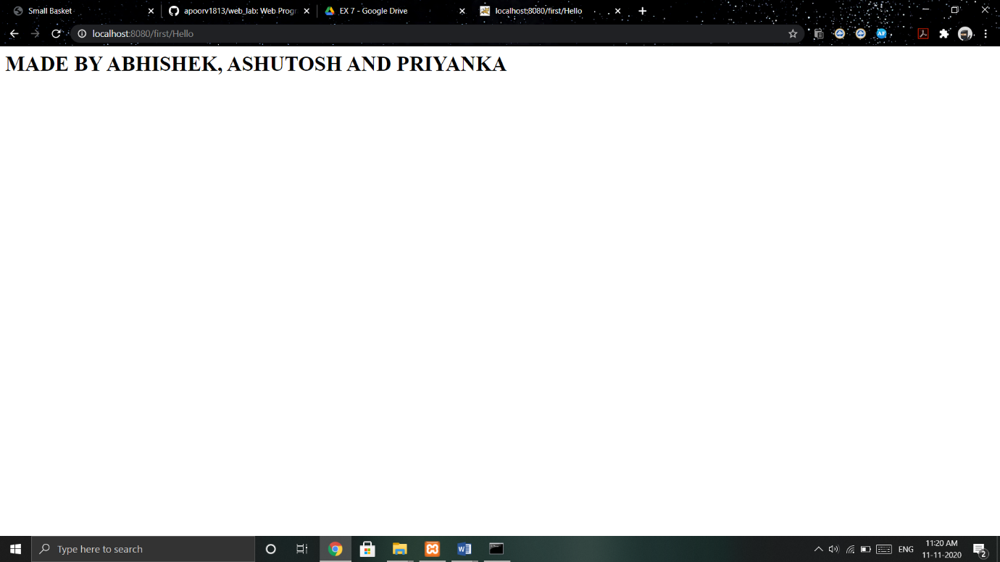 Small Basket
apoorv1813/web_lab: Web Progr
EX 7 - Google Drive
localhost:8080/first/Hello
localhost:8080/first/Hello
AF
MADE BY ABHISHEK, ASHUTOSH AND PRIYANKA
Type here to search
W
ENG
11:20 AM
11-11-2020
2